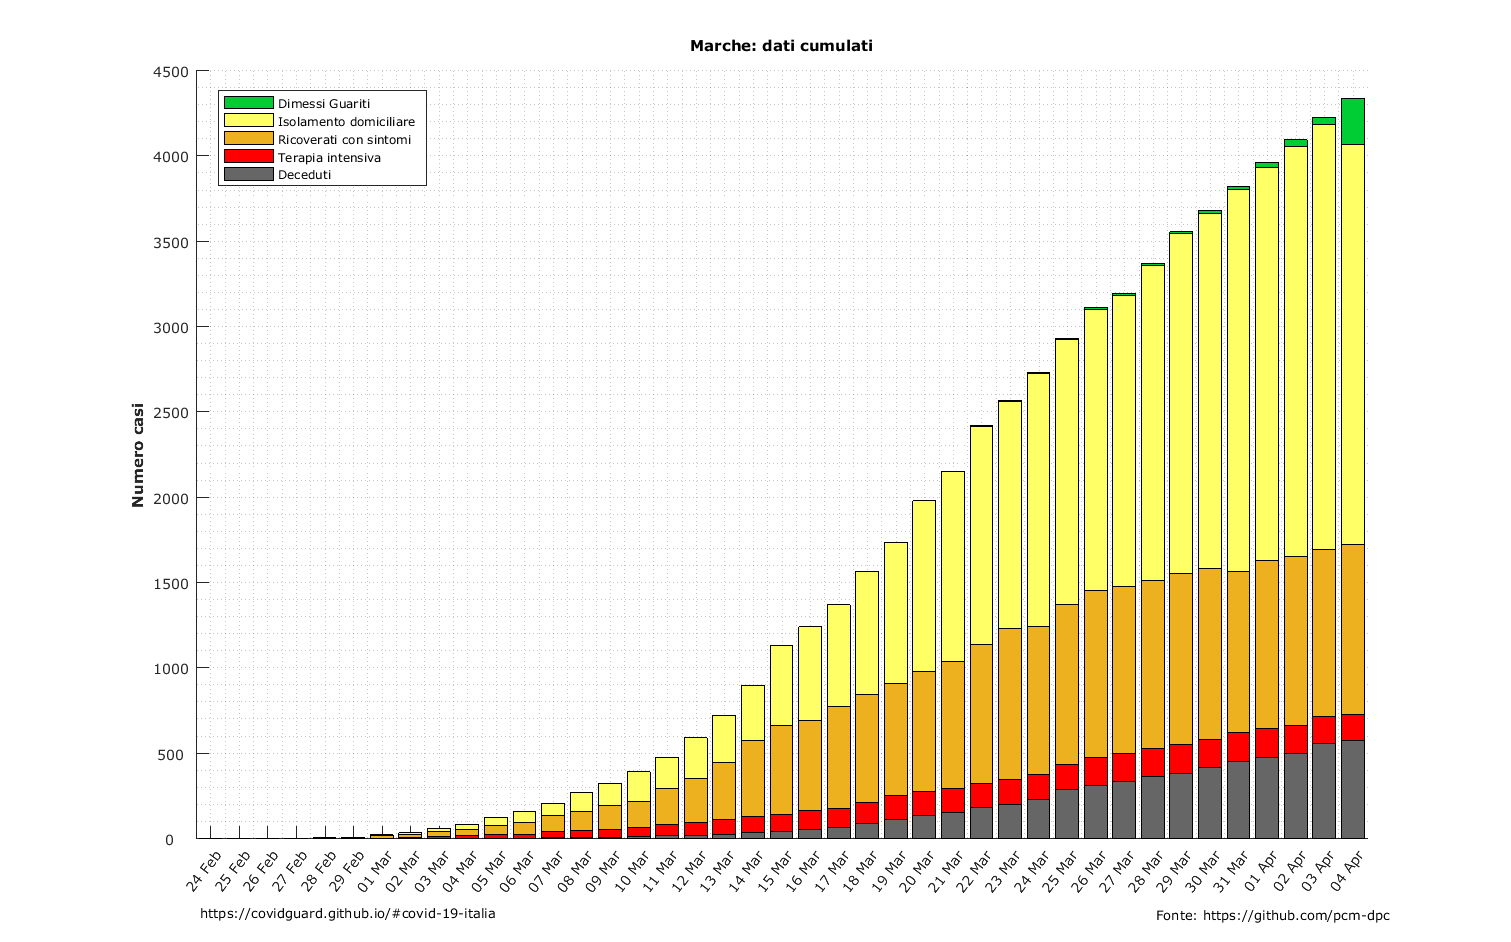 Marche: dati cumulati
4500
4000
3500
3000
2500
2000
1500
1000
500
0
Numero casi
Dimessi Guariti
Isolamento domiciliare
Ricoverati con sintomi
Terapia intensiva
Deceduti
24 Feb
25 Feb
26 Feb
27 Feb
28 Feb
29 Feb
01 Mar
02 Mar
03 Mar
04 Mar
05 Mar
06 Mar
07 Mar
08 Mar
09 Mar
10 Mar
11 Mar
12 Mar
13 Mar
14 Mar
15 Mar
16 Mar
17 Mar
18 Mar
19 Mar
20 Mar
21 Mar
22 Mar
23 Mar
24 Mar
25 Mar
26 Mar
27 Mar
28 Mar
29 Mar
30 Mar
31 Mar
01 Apr
02 Apr
03 Apr
04 Apr
https://covidguard.github.io/#covid-19-italia
Fonte: https://github.com/pcm-dpc